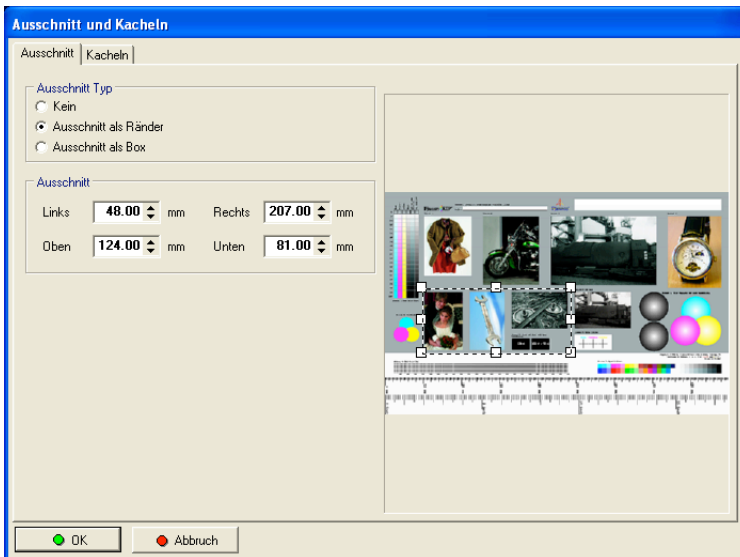 Ausschnitt und Kacheln
Ausschnitt Kacheln
Ausschnitt Typ
Kein
Ausschnitt als Ränder
Ausschnitt als Box
Ausschnitt
Links 48.00 mm Rechts 207.00 mm
Oben 124.00 mm Unten 81.00 mm
OK Abbruch